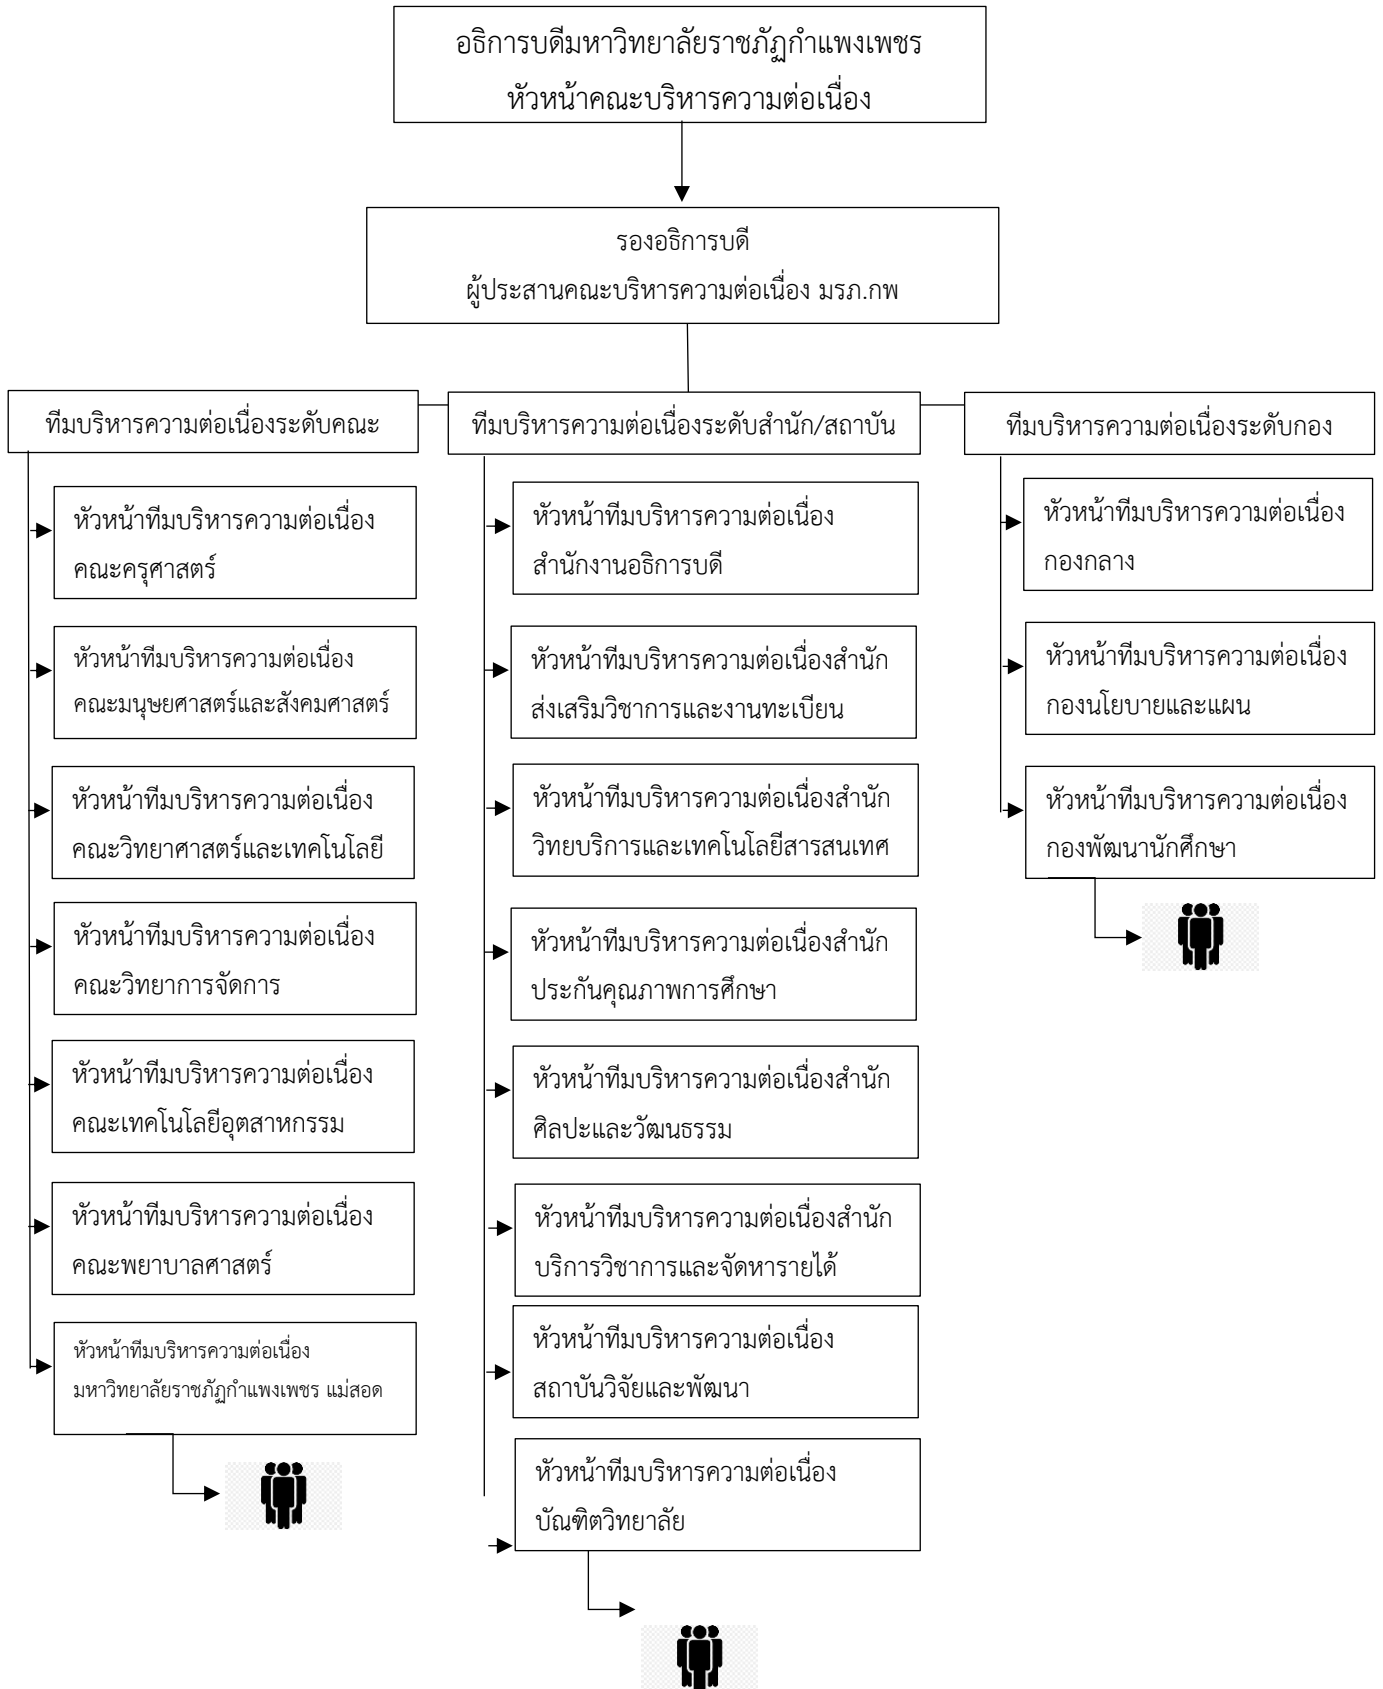 อธิการบดีมหาวิทยาลัยราชภัฏกำแพงเพชร
หัวหน้าคณะบริหารความต่อเนื่อง
รองอธิการบดี
ผู้ประสานคณะบริหารความต่อเนื่อง มรภ.กพ
ทีมบริหารความต่อเนื่องระดับคณะ
หัวหน้าทีมบริหารความต่อเนื่อง
คณะครุศาสตร์
หัวหน้าทีมบริหารความต่อเนื่อง
คณะมนุษยศาสตร์และสังคมศาสตร์
หัวหน้าทีมบริหารความต่อเนื่อง
คณะวิทยาศาสตร์และเทคโนโลยี
หัวหน้าทีมบริหารความต่อเนื่อง
คณะวิทยาการจัดการ
หัวหน้าทีมบริหารความต่อเนื่อง
คณะเทคโนโลยีอุตสาหกรรม
หัวหน้าทีมบริหารความต่อเนื่อง
คณะพยาบาลศาสตร์
หัวหน้าทีมบริหารความต่อเนื่อง
มหาวิทยาลัยราชภัฏกำแพงเพชร แม่สอด
ทีมบริหารความต่อเนื่องระดับสำนัก/สถาบัน
หัวหน้าทีมบริหารความต่อเนื่อง
สำนักงานอธิการบดี
หัวหน้าทีมบริหารความต่อเนื่องสำนัก
ส่งเสริมวิชาการและงานทะเบียน
หัวหน้าทีมบริหารความต่อเนื่องสำนัก
วิทยบริการและเทคโนโลยีสารสนเทศ
หัวหน้าทีมบริหารความต่อเนื่องสำนัก
ประกันคุณภาพการศึกษา
หัวหน้าทีมบริหารความต่อเนื่องสำนัก
ศิลปะและวัฒนธรรม
หัวหน้าทีมบริหารความต่อเนื่องสำนัก
บริการวิชาการและจัดหารายได้
หัวหน้าทีมบริหารความต่อเนื่อง
สถาบันวิจัยและพัฒนา
หัวหน้าทีมบริหารความต่อเนื่อง
บัณฑิตวิทยาลัย
ทีมบริหารความต่อเนื่องระดับกอง
หัวหน้าทีมบริหารความต่อเนื่อง
กองกลาง
หัวหน้าทีมบริหารความต่อเนื่อง
กองนโยบายและแผน
หัวหน้าทีมบริหารความต่อเนื่อง
กองพัฒนานักศึกษา